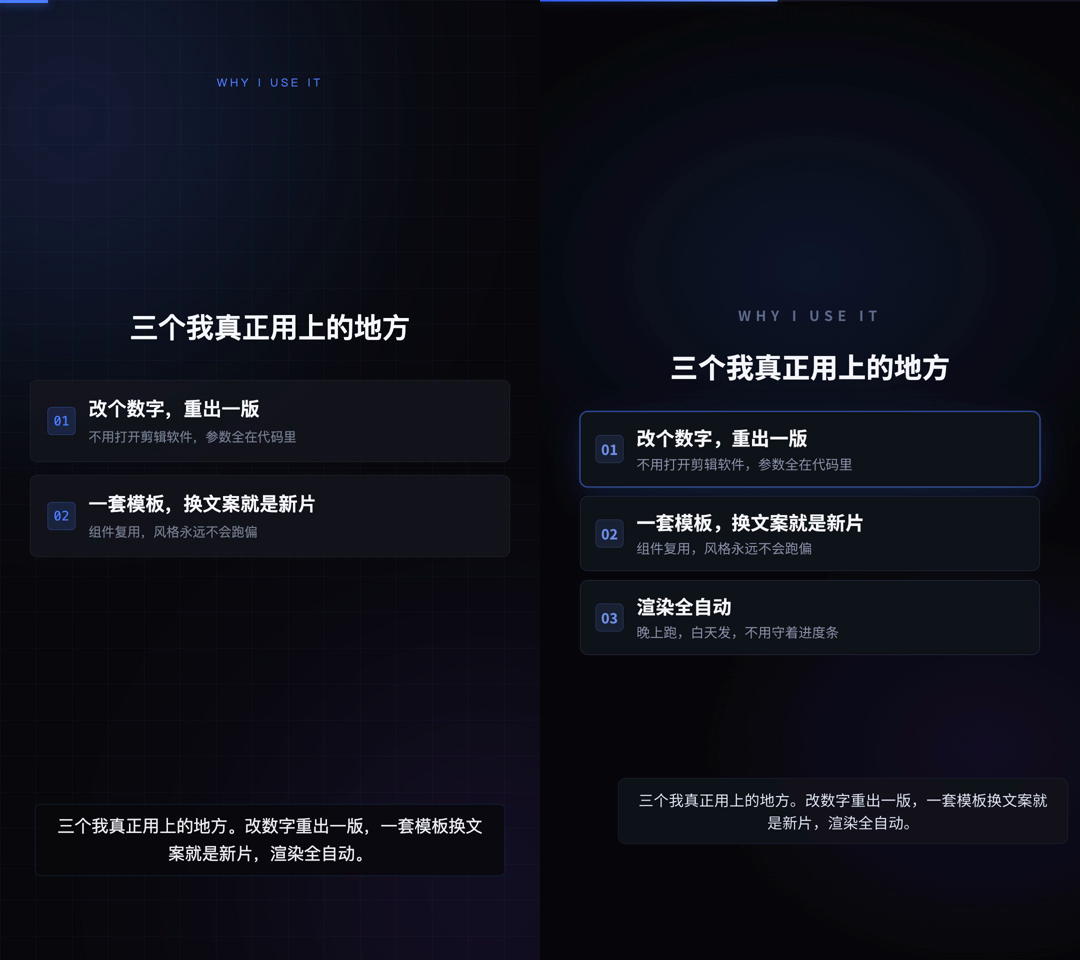 WHY I USE IT
三个我真正用上的地方
01
改个数字，重出一版
不用打开剪辑软件，参数全在代码里
02
一套模板，换文案就是新片
组件复用，风格永远不会跑偏
三个我真正用上的地方。改数字重出一版，一套模板换文
案就是新片，渲染全自动。
WHY I USE IT
三个我真正用上的地方
01
改个数字，重出一版
不用打开剪辑软件，参数全在代码里
02
一套模板，换文案就是新片
组件复用，风格永远不会跑偏
03
渲染全自动
晚上跑，白天发，不用守着进度条
三个我真正用上的地方。改数字重出一版，一套模板换文案就
是新片，渲染全自动。